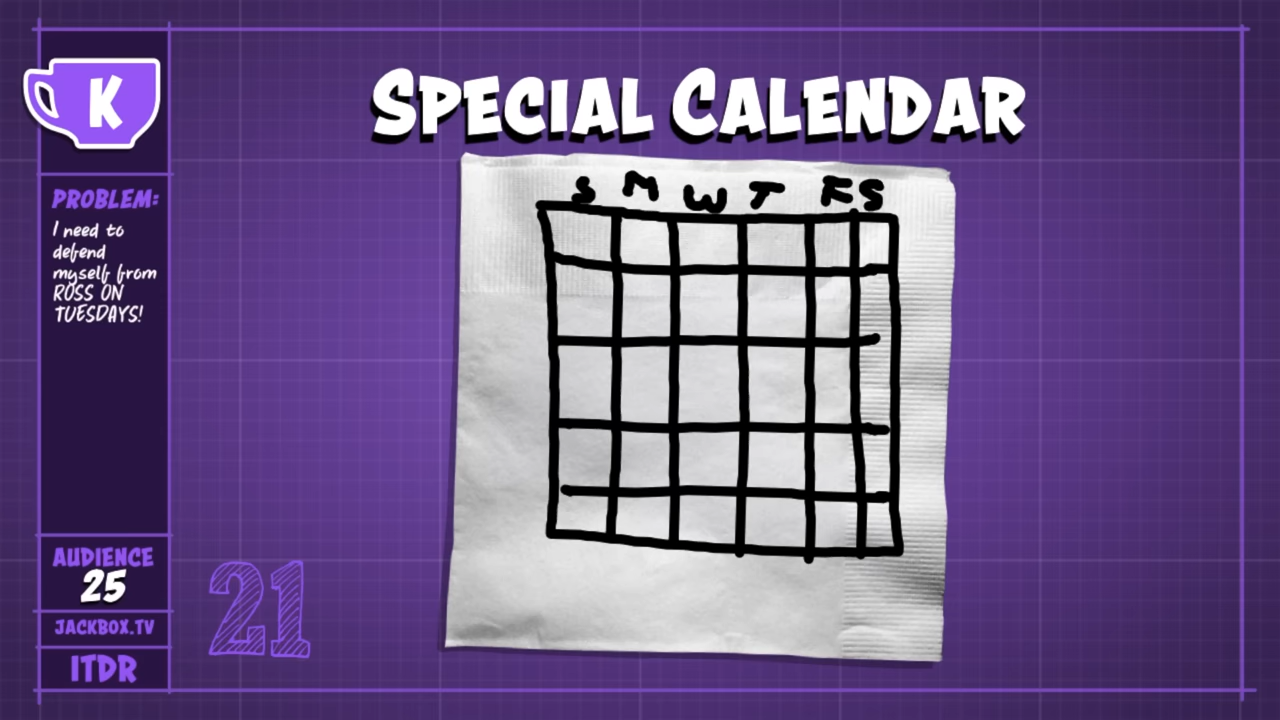 K
SPECIAL CALENDAR
PROBLEM:
I need to
defend
myself from
ROSS ON
TUESDAYS!
S M W T F S
AUDIENCE
25
JACKBOX.TV
ITDR
21